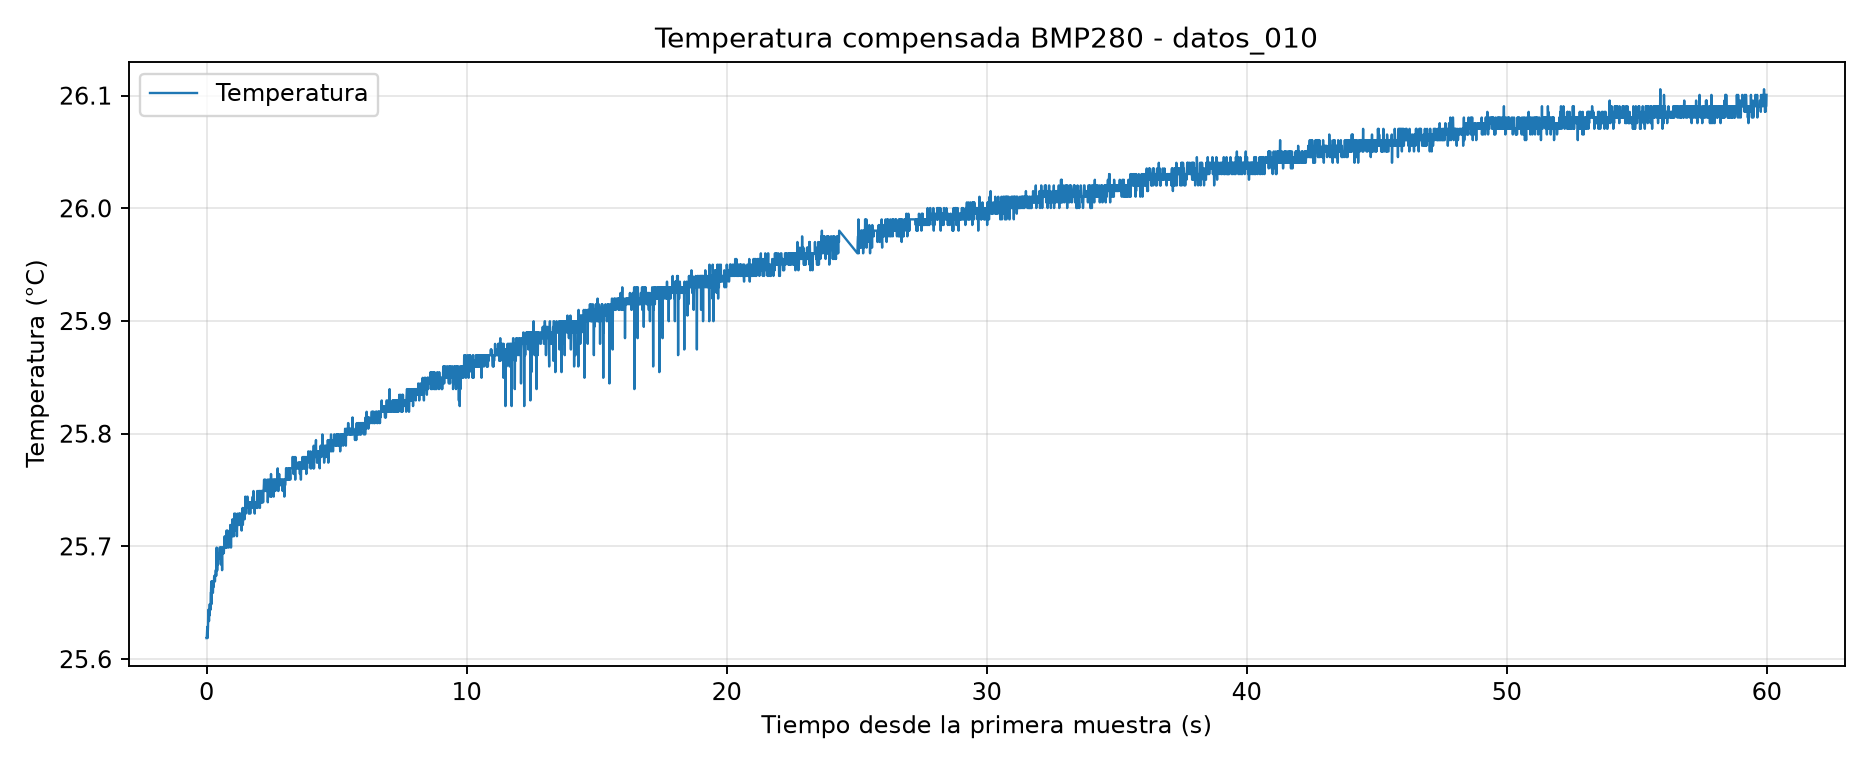 Temperatura compensada BMP280 - datos_010
Temperatura
Temperatura (°C)
26.1
26.0
25.9
25.8
25.7
25.6
0 10 20 30 40 50 60
Tiempo desde la primera muestra (s)